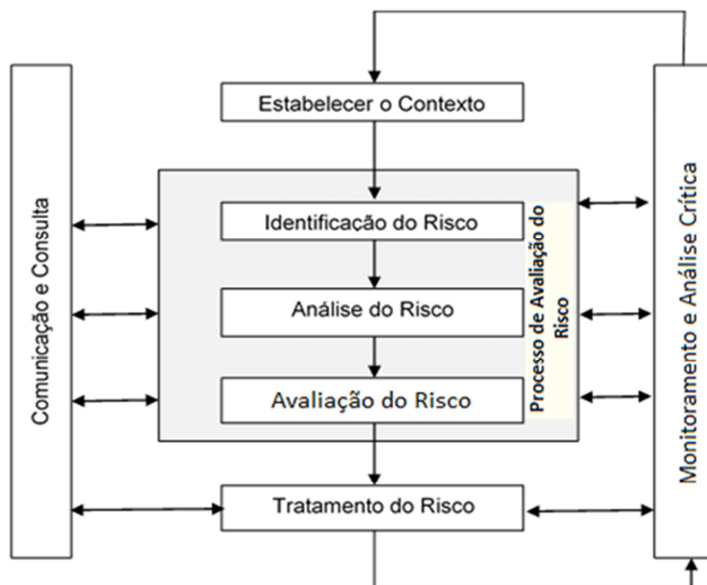 Estabelecer o Contexto
Comunicação e Consulta
Identificação do Risco
Análise do Risco
Avaliação do Risco
Processo de Avaliação do
Risco
Tratamento do Risco
Monitoramento e Análise Crítica